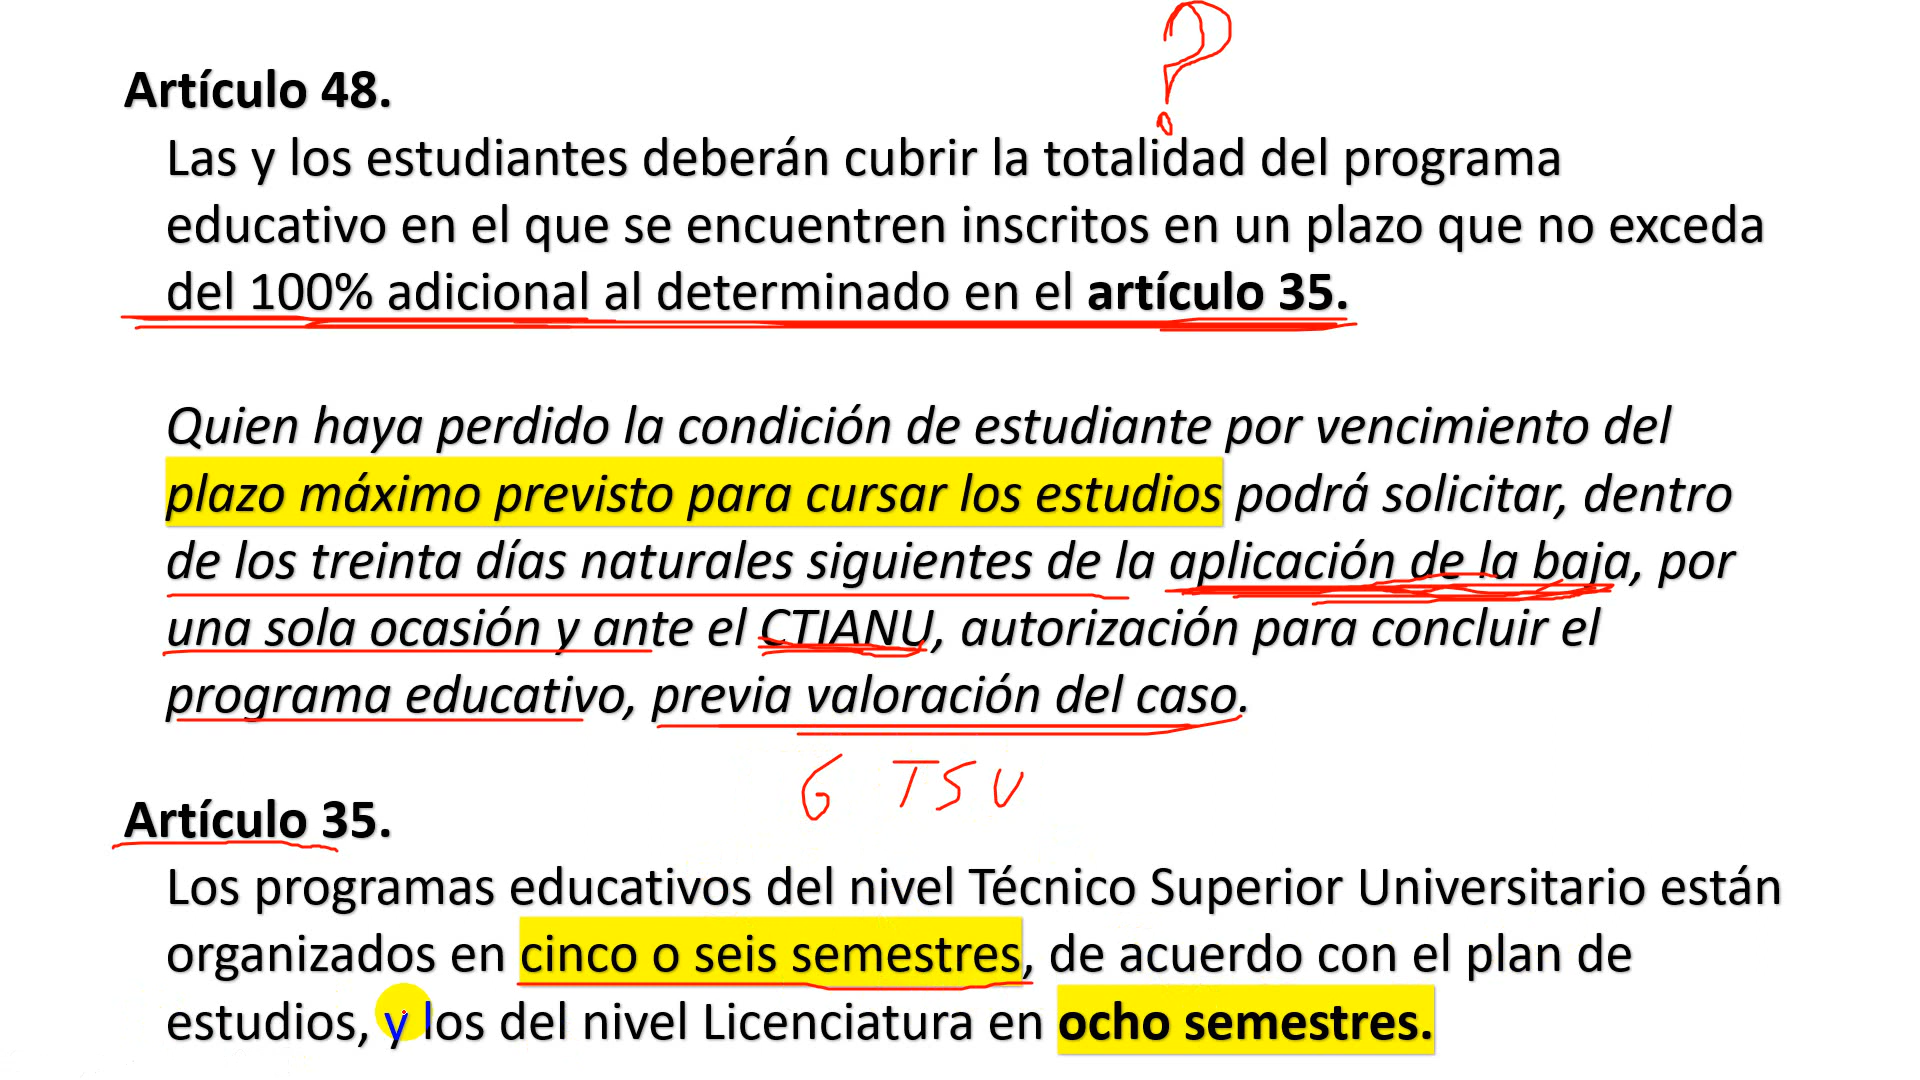 ?
Artículo 48.
Las y los estudiantes deberán cubrir la totalidad del programa
educativo en el que se encuentren inscritos en un plazo que no exceda
del 100% adicional al determinado en el artículo 35.
Quien haya perdido la condición de estudiante por vencimiento del
plazo máximo previsto para cursar los estudios podrá solicitar, dentro
de los treinta días naturales siguientes de la aplicación de la baja, por
una sola ocasión y ante el CTIANU, autorización para concluir el
programa educativo, previa valoración del caso.
6 TSU
Artículo 35.
Los programas educativos del nivel Técnico Superior Universitario están
organizados en cinco o seis semestres, de acuerdo con el plan de
estudios, y los del nivel Licenciatura en ocho semestres.